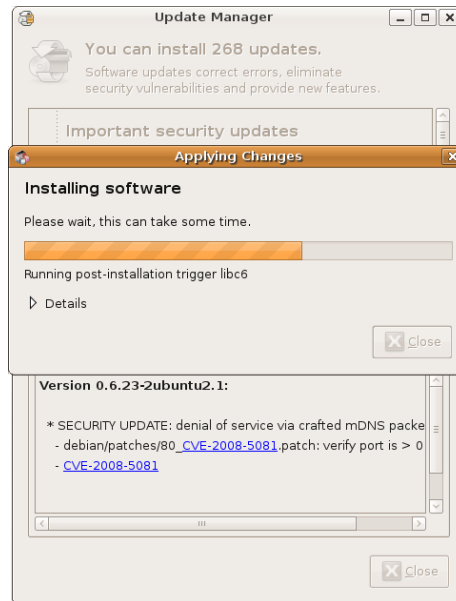 Update Manager
You can install 268 updates.
Software updates correct errors, eliminate
security vulnerabilities and provide new features.
Important security updates
Applying Changes
Installing software
Please wait, this can take some time.
Running post-installation trigger libc6
Details
Close
Version 0.6.23-2ubuntu2.1:
* SECURITY UPDATE: denial of service via crafted mDNS packe
- debian/patches/80_CVE-2008-5081.patch: verify port is > 0
- CVE-2008-5081
Close